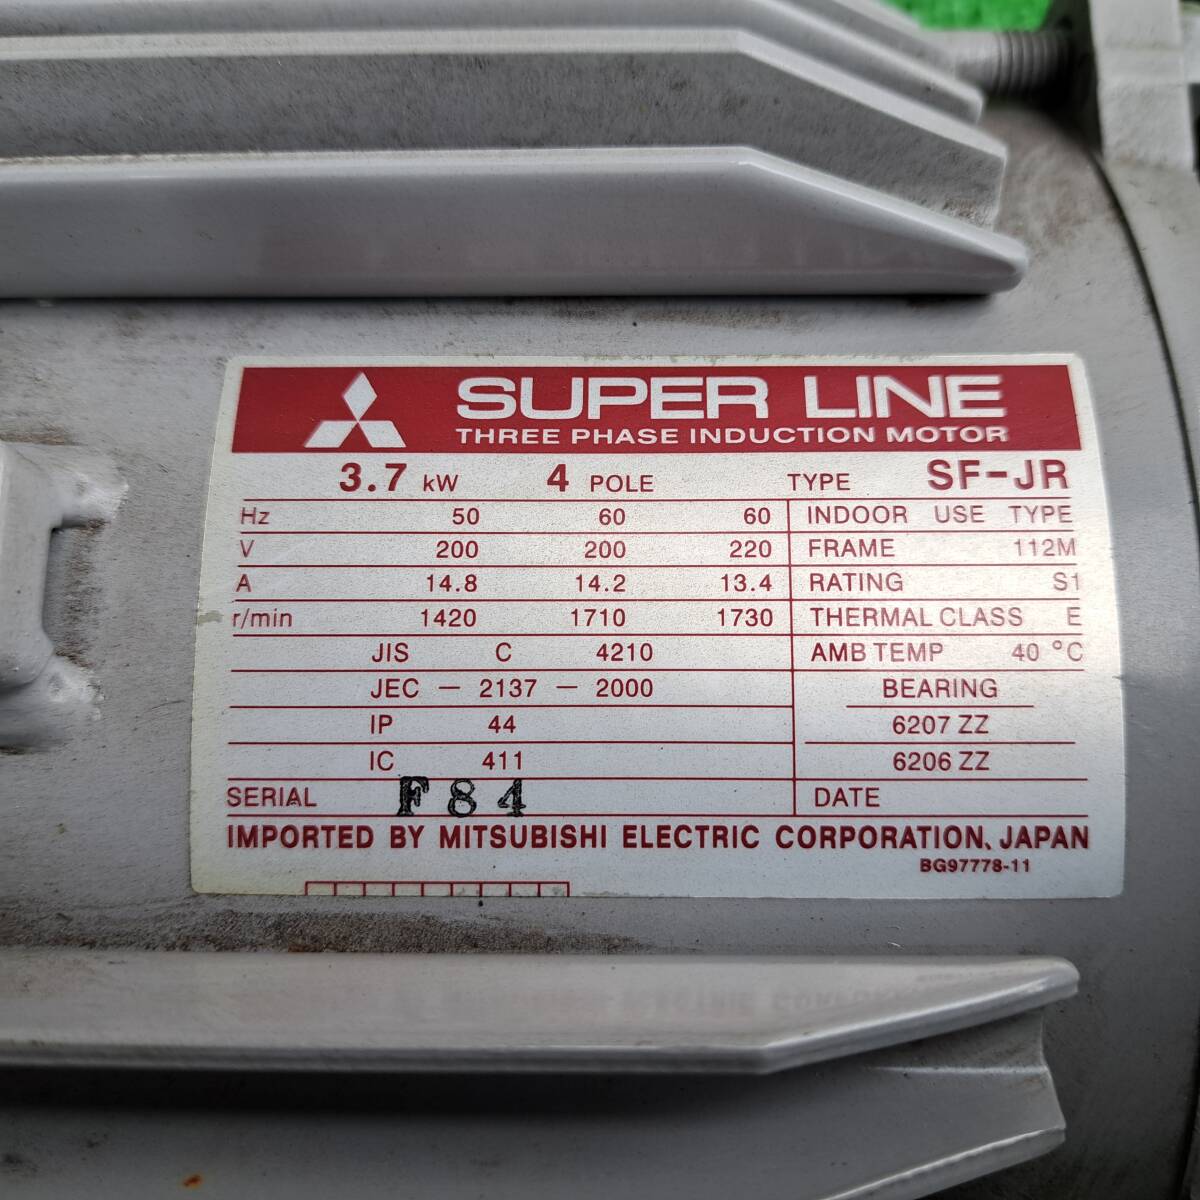 SUPER LINE
THREE PHASE INDUCTION MOTOR
3.7 kW 4 POLE TYPE SF-JR
Hz 50 60 60 INDOOR USE TYPE
V 200 200 220 FRAME 112M
A 14.8 14.2 13.4 RATING S1
r/min 1420 1710 1730 THERMAL CLASS E
JIS C 4210 AMB TEMP 40 °C
JEC - 2137 - 2000 BEARING
IP 44 6207 ZZ
IC 411 6206 ZZ
SERIAL F84 DATE
IMPORTED BY MITSUBISHI ELECTRIC CORPORATION, JAPAN
BG97778-11